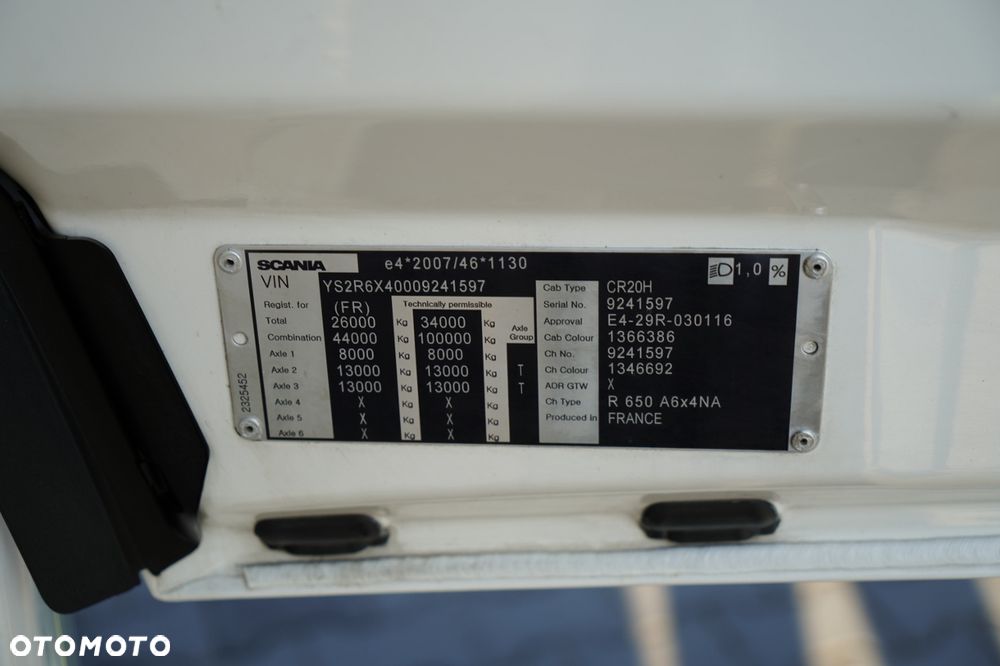 SCANIA e4*2007/46*1130 1,0 %
VIN YS2R6X40009241597
Regist. for (FR) Technically permissible
Total 26000 Kg 34000 Kg Axle Group
Combination 44000 Kg 100000 Kg
Axle 1 8000 Kg 8000 Kg
Axle 2 13000 Kg 13000 Kg T
Axle 3 13000 Kg 13000 Kg T
Axle 4 X Kg X Kg
Axle 5 X Kg X Kg
Axle 6 X Kg X Kg
Cab Type CR20H
Serial No. 9241597
Approval E4-29R-030116
Cab Colour 1366386
Ch No. 9241597
Ch Colour 1346692
ADR GTW X
Ch Type R 650 A6x4NA
Produced in FRANCE
2325452
OTOMOTO